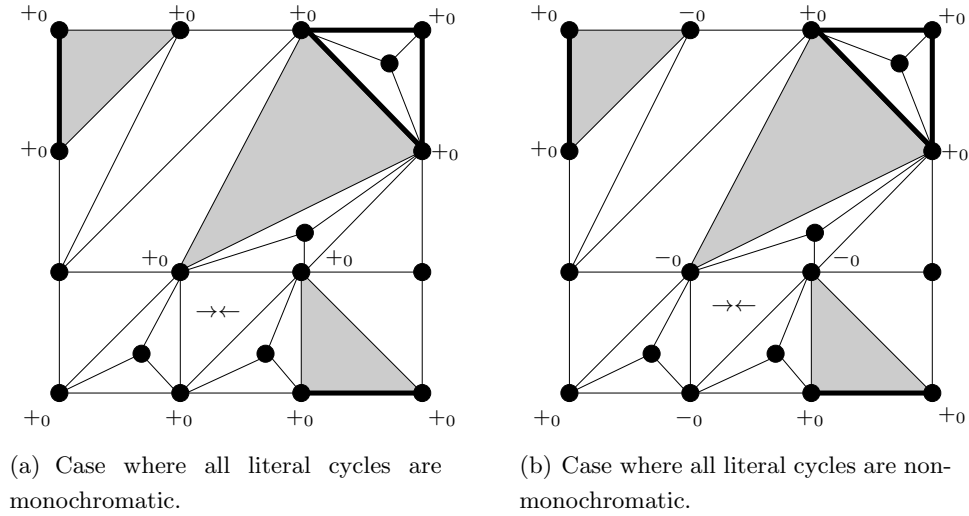 +₀ +₀ +₀ +₀
+₀ +₀
+₀ +₀
→←
+₀ +₀ +₀ +₀
(a) Case where all literal cycles are
monochromatic.
+₀ −₀ +₀ +₀
+₀ +₀
−₀ −₀
→←
+₀ −₀ +₀ +₀
(b) Case where all literal cycles are non-
monochromatic.